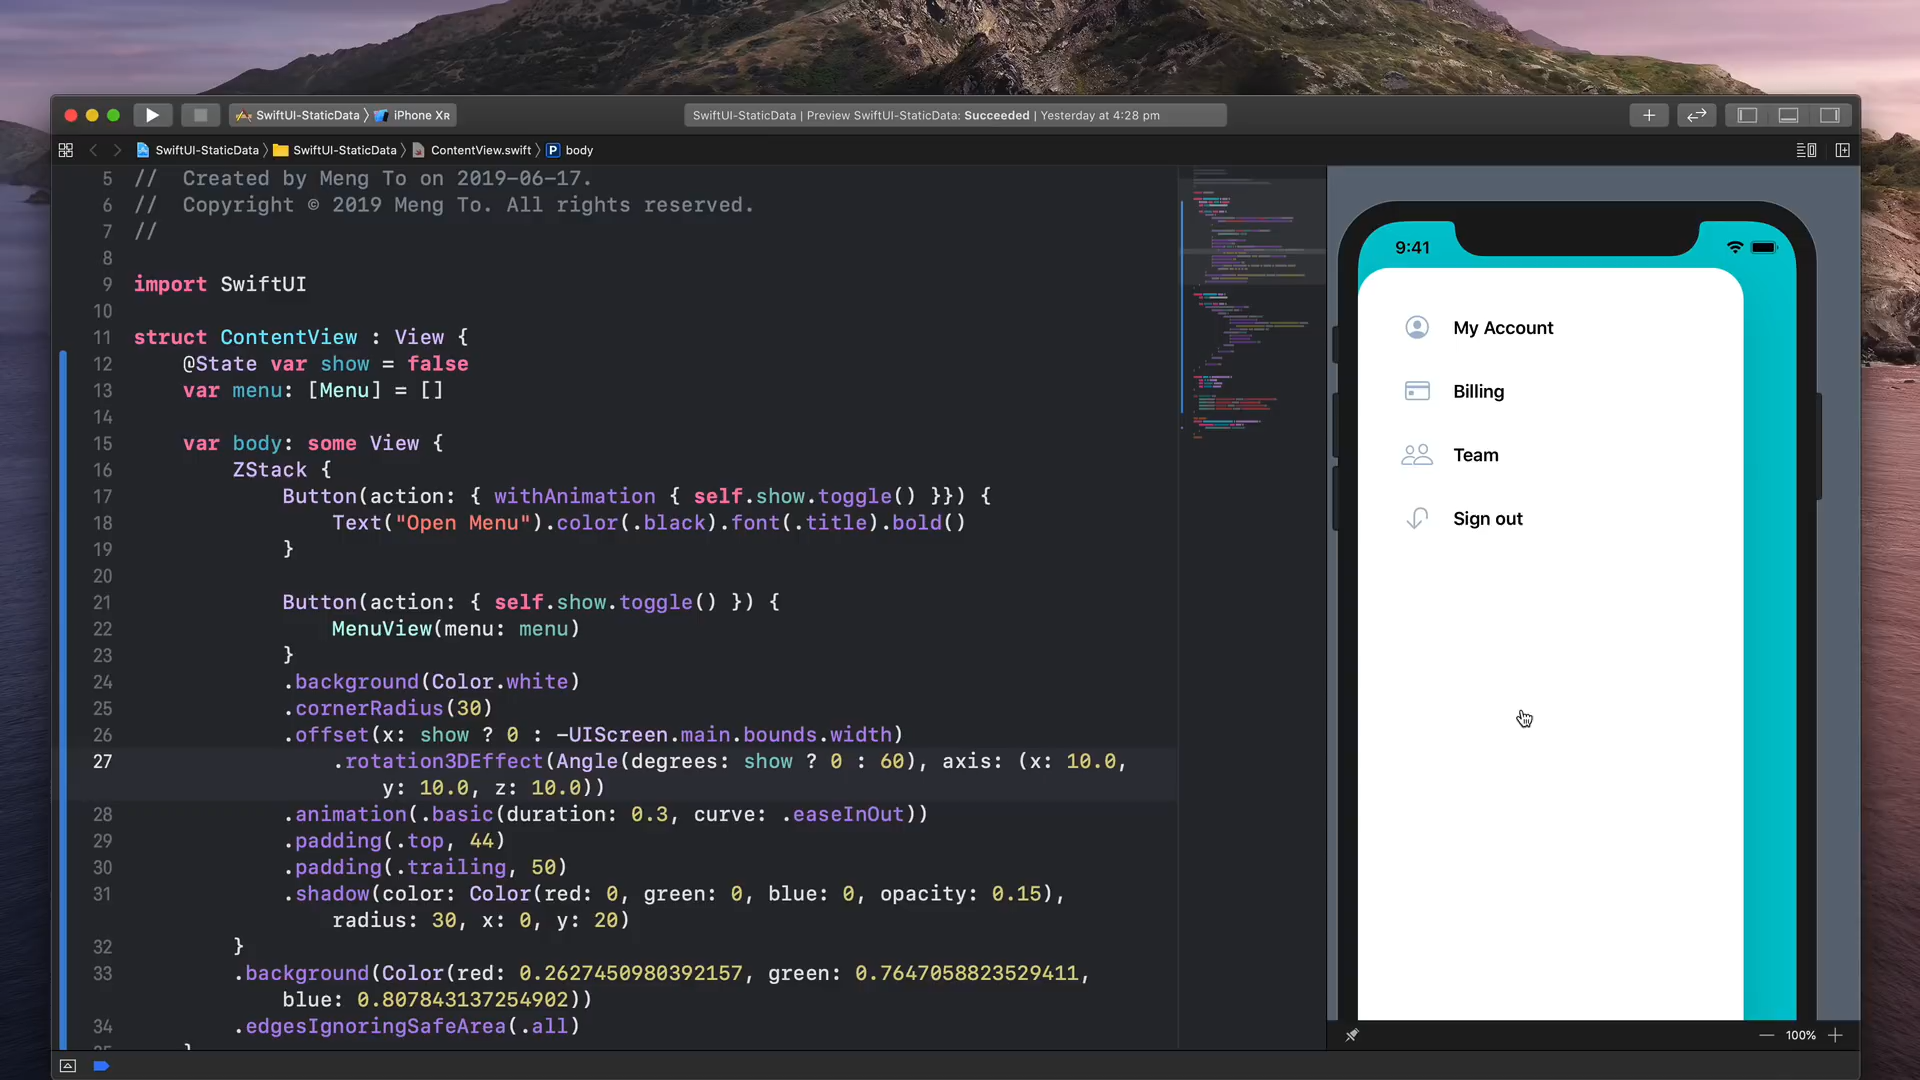 SwiftUI-StaticData
iPhone XR
SwiftUI-StaticData | Preview SwiftUI-StaticData: Succeeded | Yesterday at 4:28 pm
SwiftUI-StaticData
SwiftUI-StaticData
ContentView.swift
P body
5 //  Created by Meng To on 2019-06-17.
6 //  Copyright © 2019 Meng To. All rights reserved.
7 //
8
9 import SwiftUI
10
11 struct ContentView : View {
12     @State var show = false
13     var menu: [Menu] = []
14
15     var body: some View {
16         ZStack {
17             Button(action: { withAnimation { self.show.toggle() }}) {
18                 Text("Open Menu").color(.black).font(.title).bold()
19             }
20
21             Button(action: { self.show.toggle() }) {
22                 MenuView(menu: menu)
23             }
24             .background(Color.white)
25             .cornerRadius(30)
26             .offset(x: show ? 0 : -UIScreen.main.bounds.width)
27                 .rotation3DEffect(Angle(degrees: show ? 0 : 60), axis: (x: 10.0,
y: 10.0, z: 10.0))
28             .animation(.basic(duration: 0.3, curve: .easeInOut))
29             .padding(.top, 44)
30             .padding(.trailing, 50)
31             .shadow(color: Color(red: 0, green: 0, blue: 0, opacity: 0.15),
radius: 30, x: 0, y: 20)
32         }
33         .background(Color(red: 0.2627450980392157, green: 0.7647058823529411,
blue: 0.807843137254902))
34         .edgesIgnoringSafeArea(.all)
9:41
My Account
Billing
Team
Sign out
100%